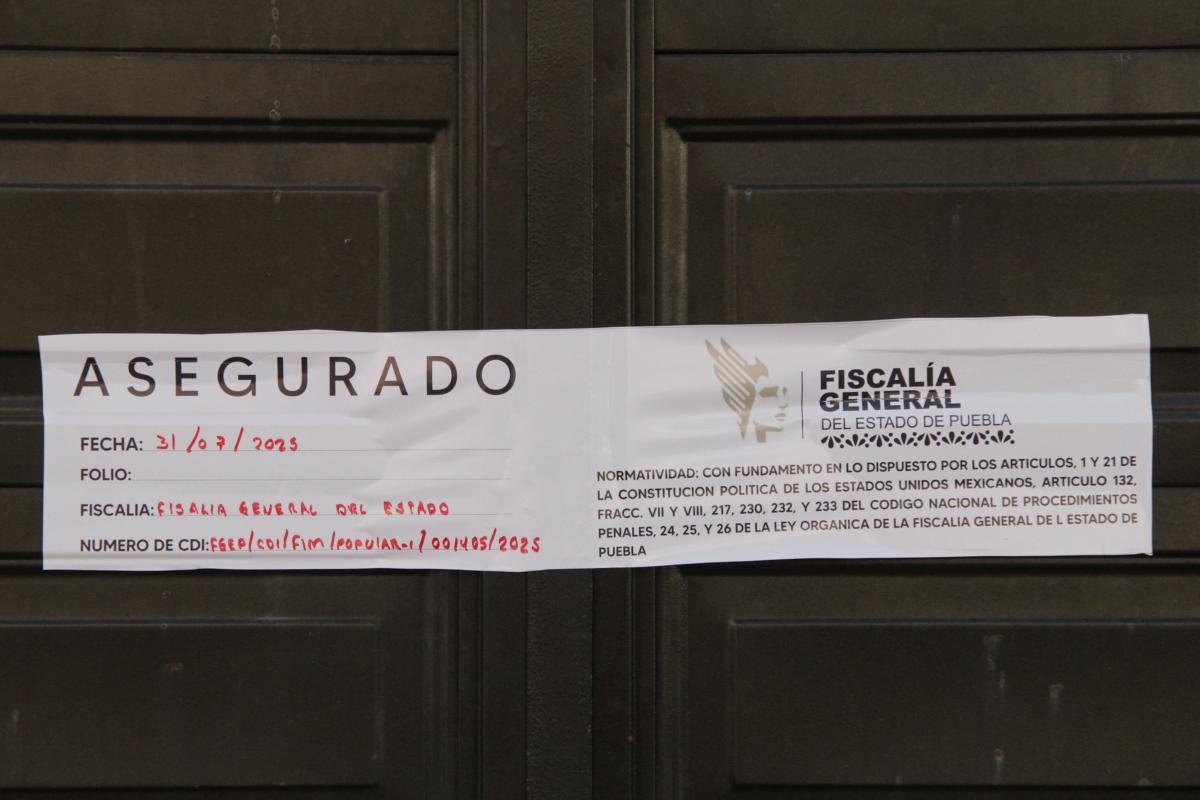 ASEGURADO
FECHA: 31/07/2025
FOLIO:
FISCALIA: FISCALIA GENERAL DEL ESTADO
NUMERO DE CDI: FGEP/CDI/FIM/POPULAR-1/001405/2025
FISCALÍA
GENERAL
DEL ESTADO DE PUEBLA
NORMATIVIDAD: CON FUNDAMENTO EN LO DISPUESTO POR LOS ARTICULOS, 1 Y 21 DE
LA CONSTITUCION POLITICA DE LOS ESTADOS UNIDOS MEXICANOS, ARTICULO 132,
FRACC. VII Y VIII, 217, 230, 232, Y 233 DEL CODIGO NACIONAL DE PROCEDIMIENTOS
PENALES, 24, 25, Y 26 DE LA LEY ORGANICA DE LA FISCALIA GENERAL DE L ESTADO DE
PUEBLA